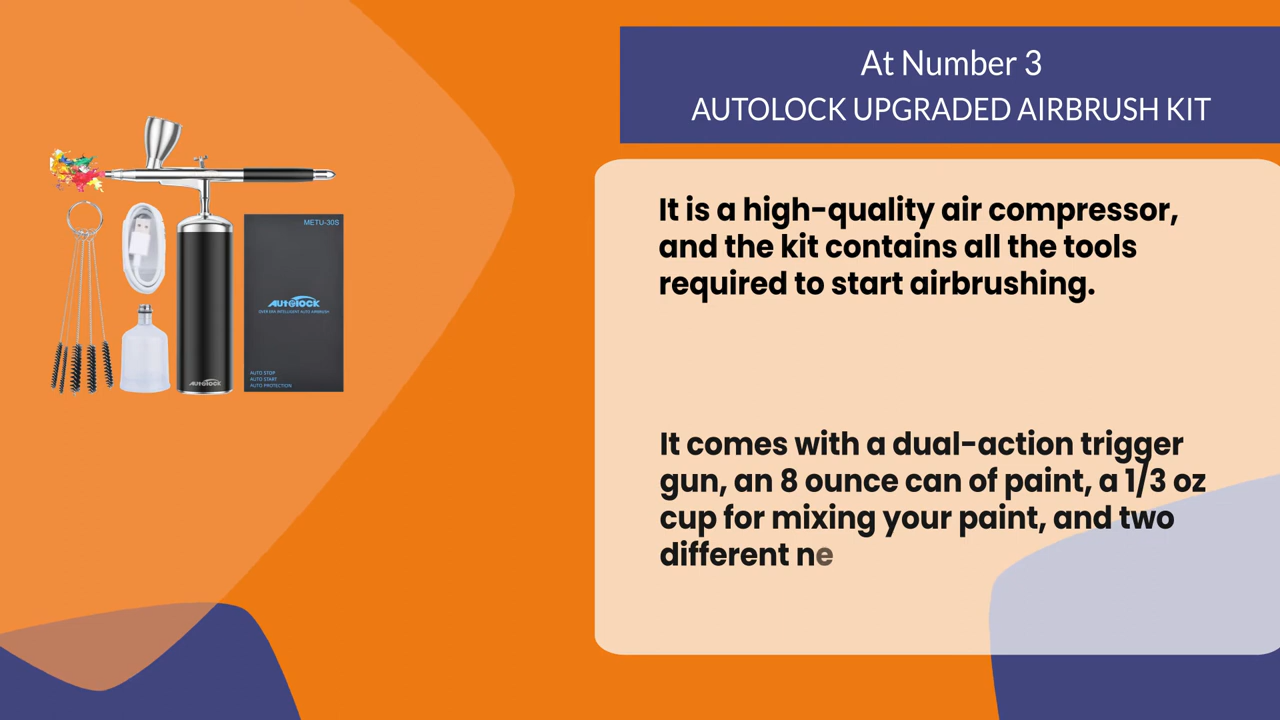 At Number 3
AUTOLOCK UPGRADED AIRBRUSH KIT
It is a high-quality air compressor,
and the kit contains all the tools
required to start airbrushing.
It comes with a dual-action trigger
gun, an 8 ounce can of paint, a 1/3 oz
cup for mixing your paint, and two
different ne
METU-30S
AUTOLOCK
AUTO STOP
AUTO START
AUTO PROTECTION
AUTOLOCK